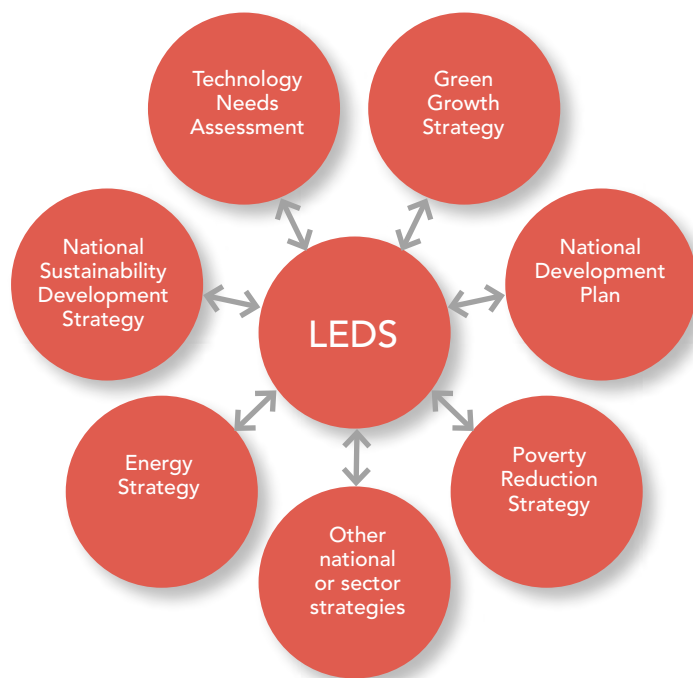 Technology
Needs
Assessment
Green
Growth
Strategy
National
Sustainability
Development
Strategy
National
Development
Plan
LEDS
Energy
Strategy
Poverty
Reduction
Strategy
Other
national
or sector
strategies